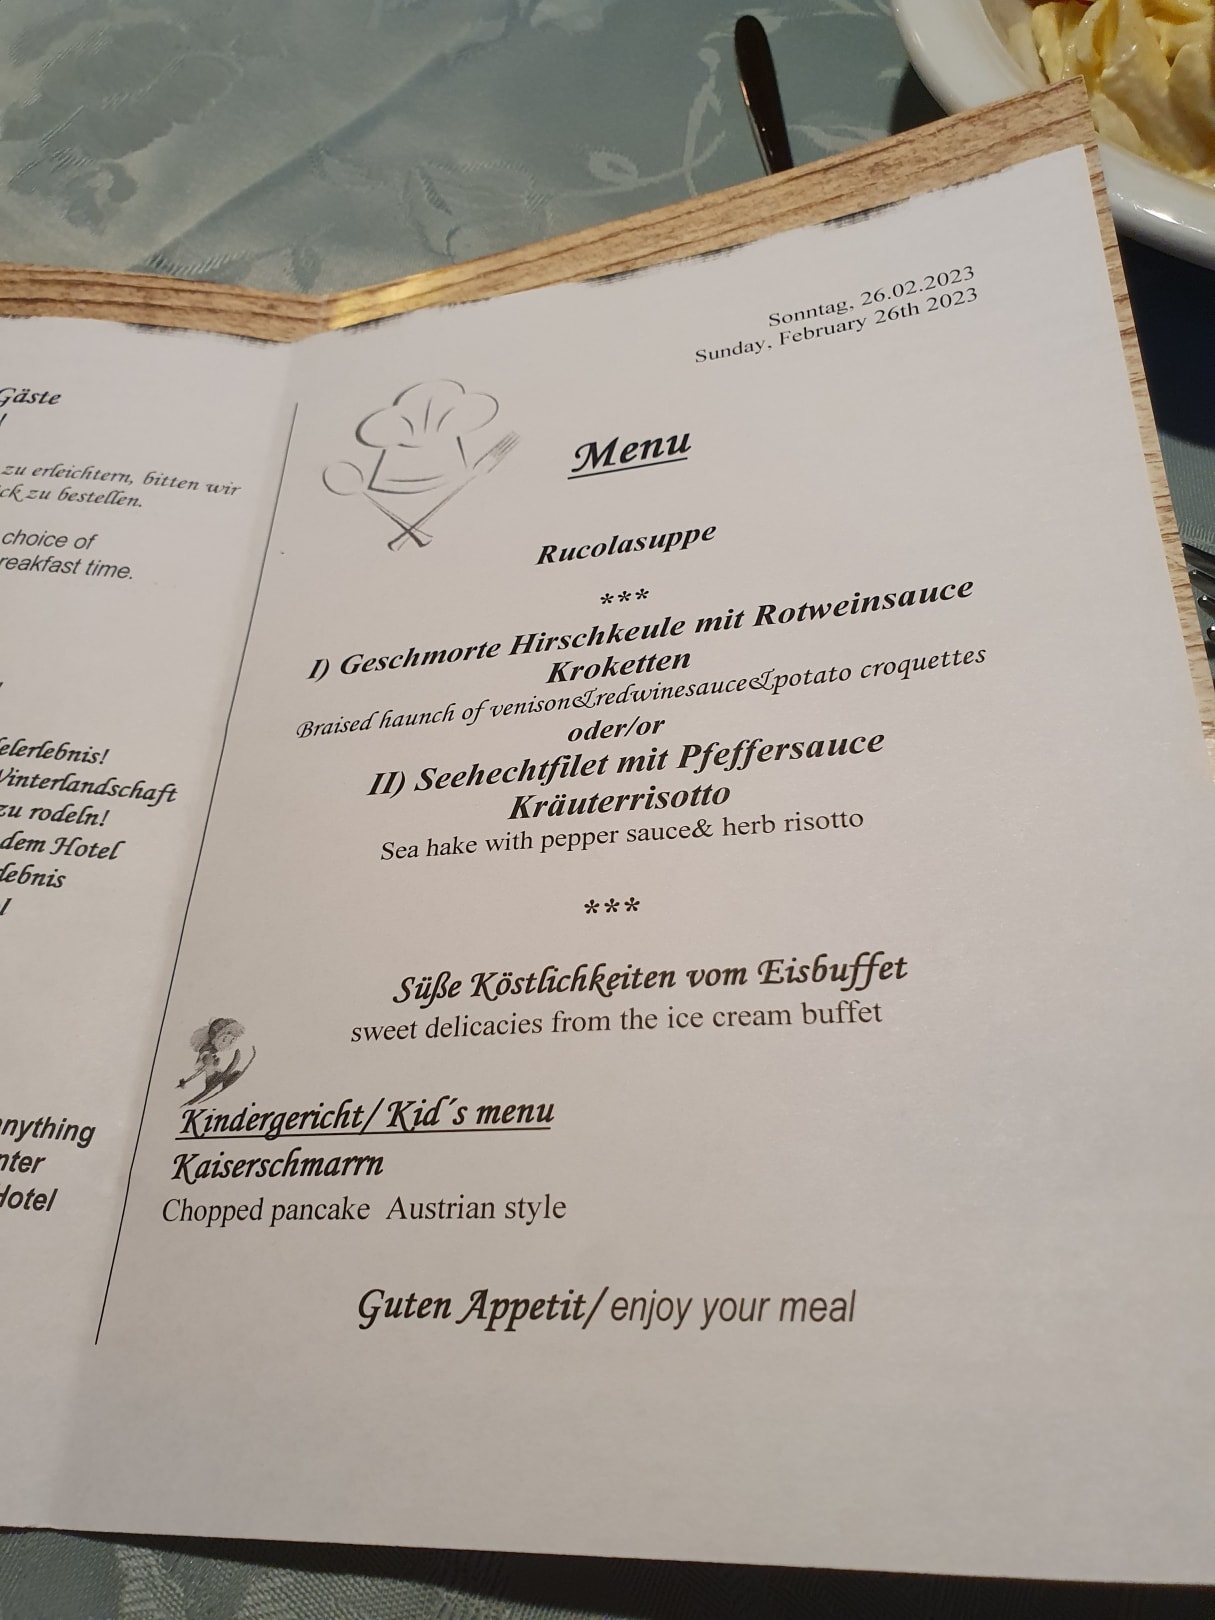 Gäste
zu erleichtern, bitten wir
ck zu bestellen.
choice of
reakfast time.
elerlebnis!
Winterlandschaft
zu rodeln!
dem Hotel
lebnis
anything
nter
Hotel
Sonntag, 26.02.2023
Sunday, February 26th 2023
Menu
Rucolasuppe
***
I) Geschmorte Hirschkeule mit Rotweinsauce
Kroketten
Braised haunch of venison&redwinesauce&potato croquettes
oder/or
II) Seehechtfilet mit Pfeffersauce
Kräuterrisotto
Sea hake with pepper sauce& herb risotto
***
Süße Köstlichkeiten vom Eisbuffet
sweet delicacies from the ice cream buffet
Kindergericht/ Kid´s menu
Kaiserschmarrn
Chopped pancake Austrian style
Guten Appetit/ enjoy your meal